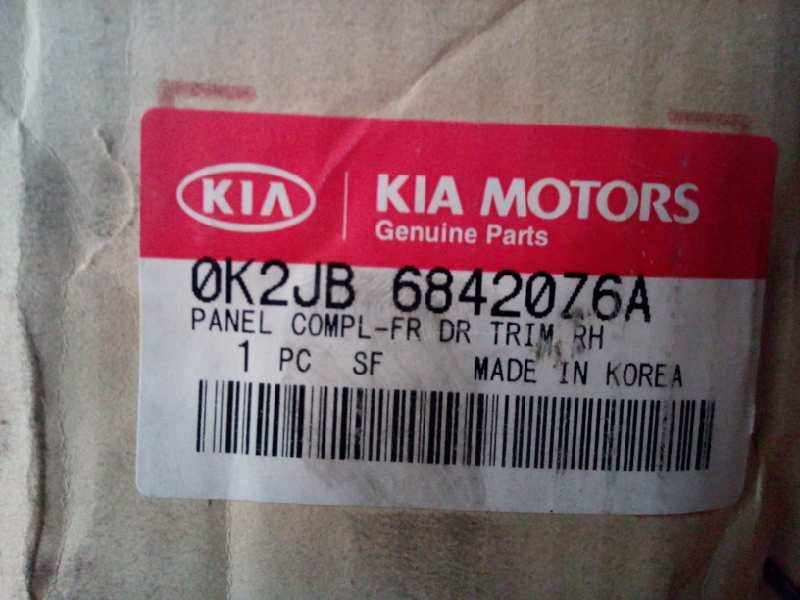 KIA KIA MOTORS
Genuine Parts
0K2JB 6842076A
PANEL COMPL-FR DR TRIM RH
1 PC SF MADE IN KOREA